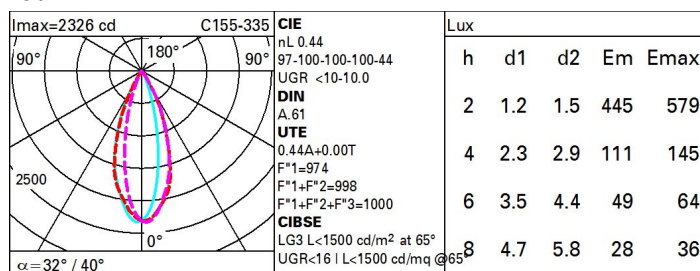 Imax=2326 cd C155-335
90° 180° 90°
2500
0°
α=32° / 40°
CIE
nL 0.44
97-100-100-100-44
UGR <10-10.0
DIN
A.61
UTE
0.44A+0.00T
F"1=974
F"1+F"2=998
F"1+F"2+F"3=1000
CIBSE
LG3 L<1500 cd/m² at 65°
UGR<16 | L<1500 cd/mq @65°
Lux
h d1 d2 Em Emax
2 1.2 1.5 445 579
4 2.3 2.9 111 145
6 3.5 4.4 49 64
8 4.7 5.8 28 36